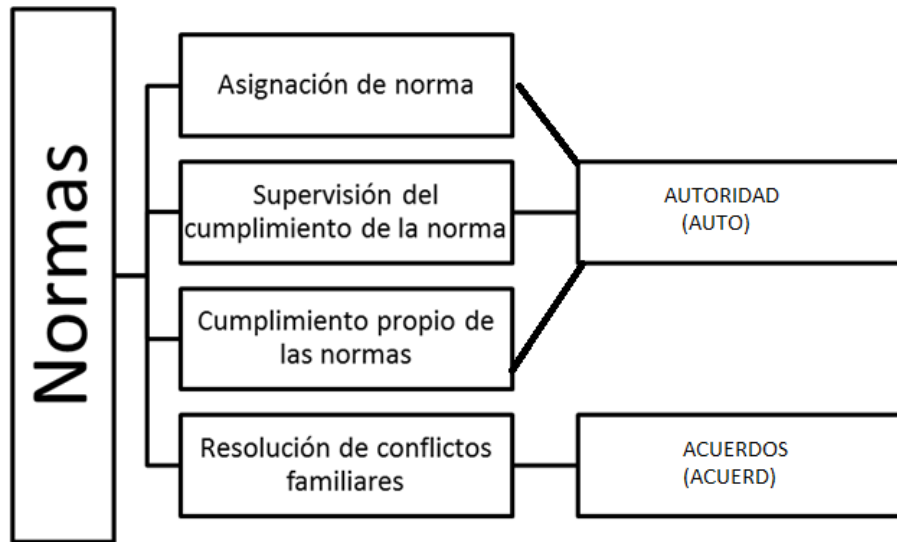 Normas
Asignación de norma
Supervisión del
cumplimiento de la norma
AUTORIDAD
(AUTO)
Cumplimiento propio de
las normas
Resolución de conflictos
familiares
ACUERDOS
(ACUERD)